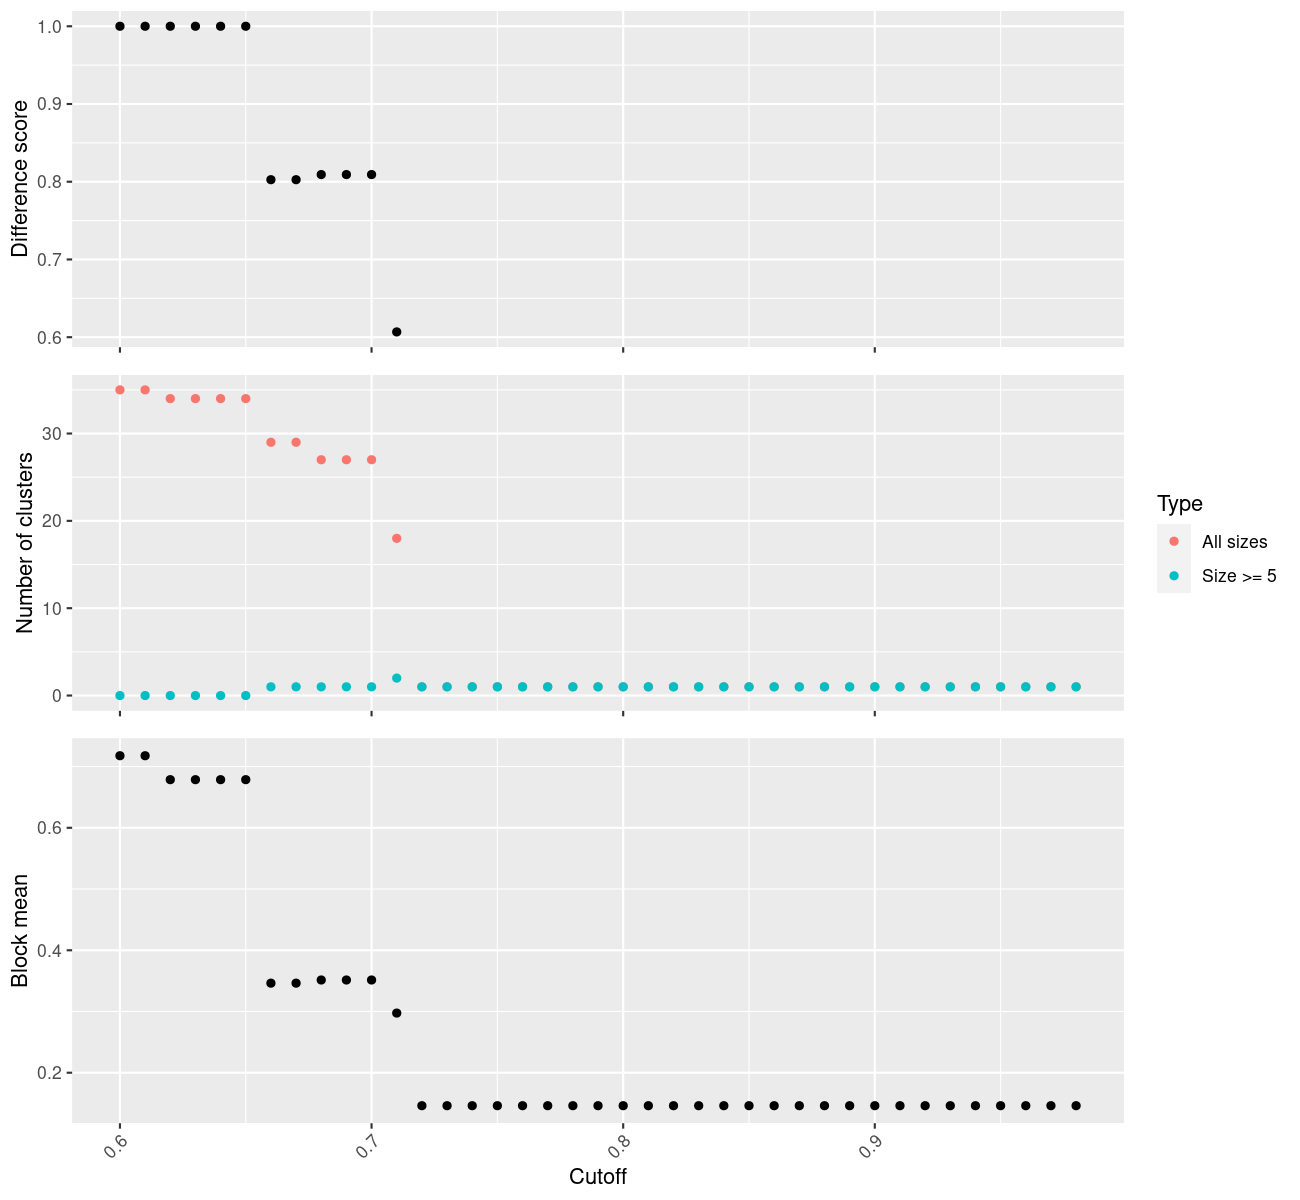 Difference score
1.0
0.9
0.8
0.7
0.6
Number of clusters
30
20
10
0
Type
All sizes
Size >= 5
Block mean
0.6
0.4
0.2
0.6
0.7
0.8
0.9
Cutoff